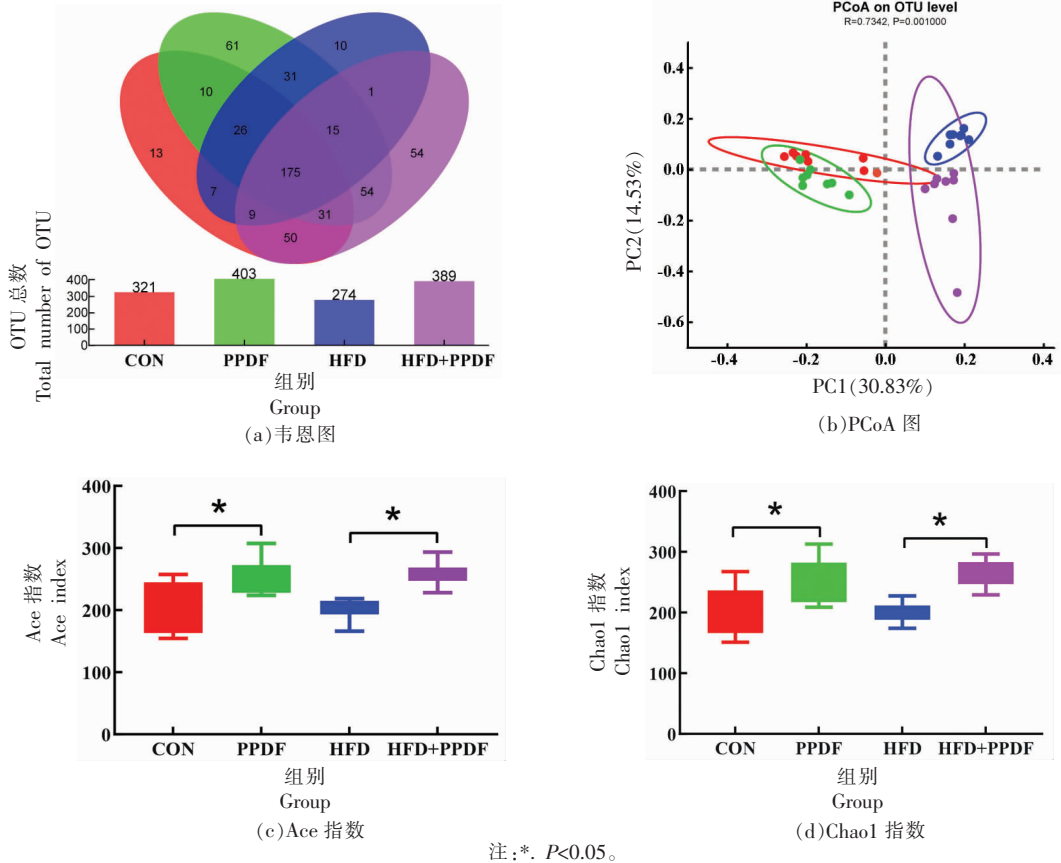 61
10
10
31
1
26
15
13
54
175
7
54
9
31
50
OTU 总数
Total number of OTU
400
300
200
100
0
321
403
274
389
CON PPDF HFD HFD+PPDF
组别
Group
(a)韦恩图
PCoA on OTU level
R=0.7342, P=0.001000
PC2(14.53%)
0.4
0.2
0.0
-0.2
-0.4
-0.6
-0.4 -0.2 0.0 0.2 0.4
PC1(30.83%)
(b)PCoA 图
Ace 指数
Ace index
400
300
200
100
0
* *
CON PPDF HFD HFD+PPDF
组别
Group
(c)Ace 指数
Chao1 指数
Chao1 index
400
300
200
100
0
* *
CON PPDF HFD HFD+PPDF
组别
Group
(d)Chao1 指数
注:*. P<0.05。